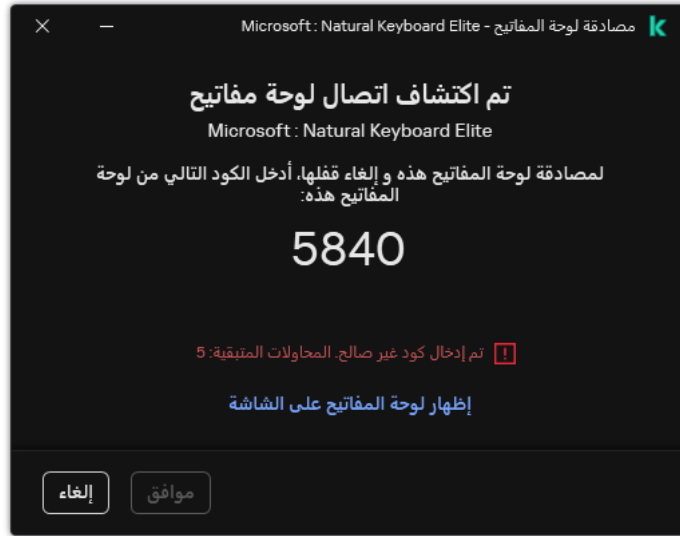 مصادقة لوحة المفاتيح - Microsoft : Natural Keyboard Elite
تم اكتشاف اتصال لوحة مفاتيح
Microsoft : Natural Keyboard Elite
لمصادقة لوحة المفاتيح هذه و إلغاء قفلها، أدخل الكود التالي من لوحة
المفاتيح هذه:
5840
تم إدخال كود غير صالح. المحاولات المتبقية: 5
إظهار لوحة المفاتيح على الشاشة
موافق
إلغاء